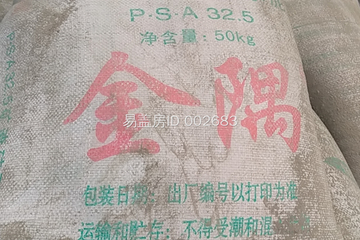 P·S·A 32.5
净含量:50kg
金隅
易盖房ID 002683
包装日期:出厂编号以打印为准
运输和贮存:不得受潮和混
P·S·A 32.5